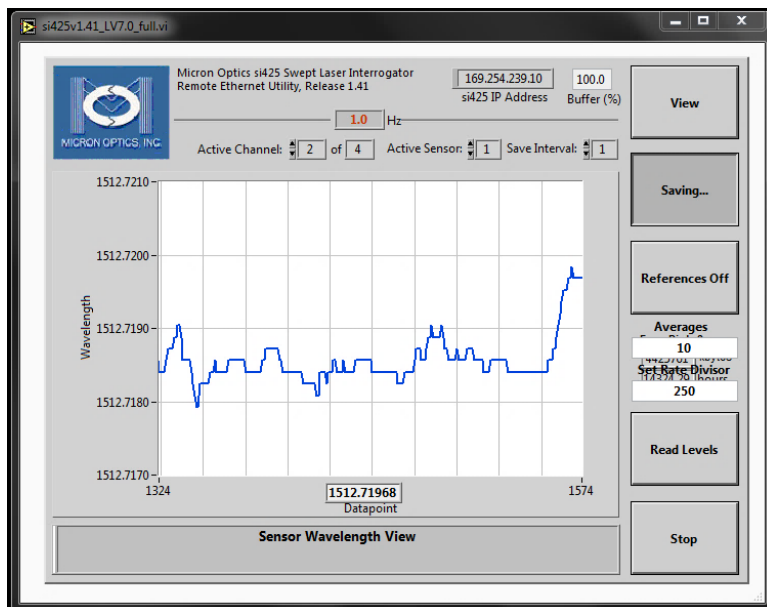 si425v1.41_LV7.0_full.vi
MICRON OPTICS, INC.
Micron Optics si425 Swept Laser Interrogator
Remote Ethernet Utility, Release 1.41
169.254.239.10
si425 IP Address
100.0
Buffer (%)
1.0 Hz
Active Channel: 2 of 4
Active Sensor: 1
Save Interval: 1
View
Saving...
References Off
Averages
10
Set Rate Divisor
hours
250
Read Levels
Stop
Wavelength
1512.7210
1512.7200
1512.7190
1512.7180
1512.7170
1324
1512.71968
1574
Datapoint
Sensor Wavelength View